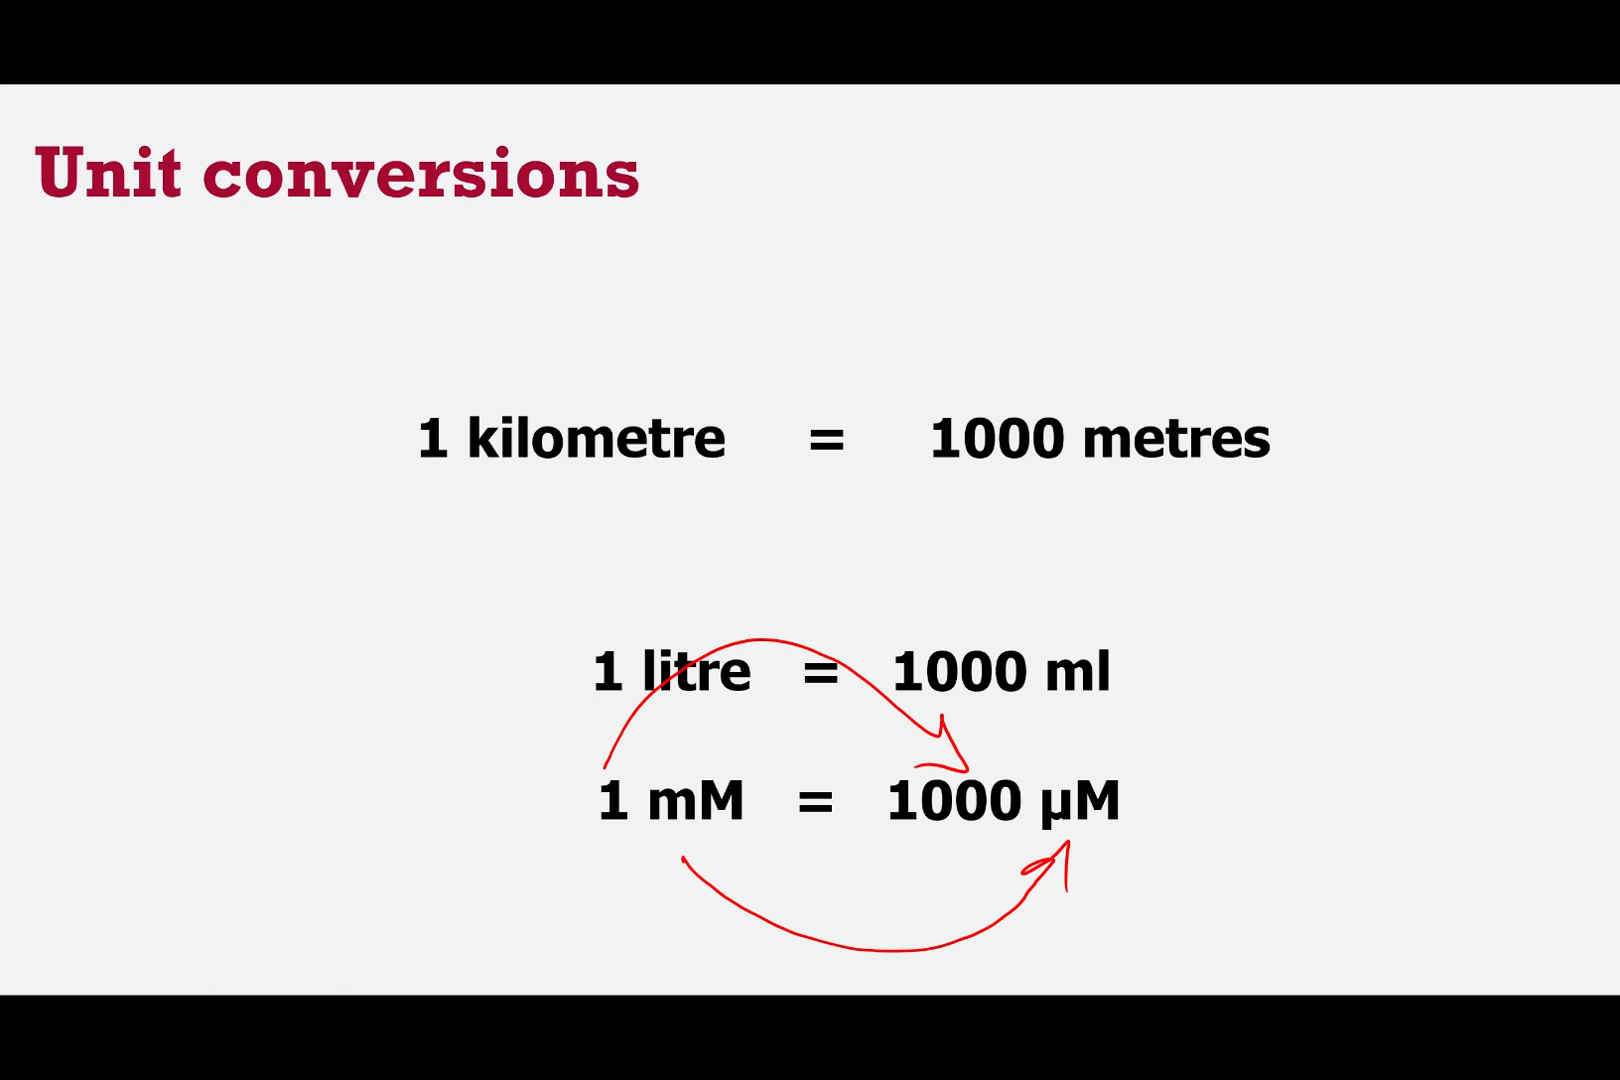 Unit conversions
1 kilometre = 1000 metres
1 litre = 1000 ml
1 mM = 1000 µM